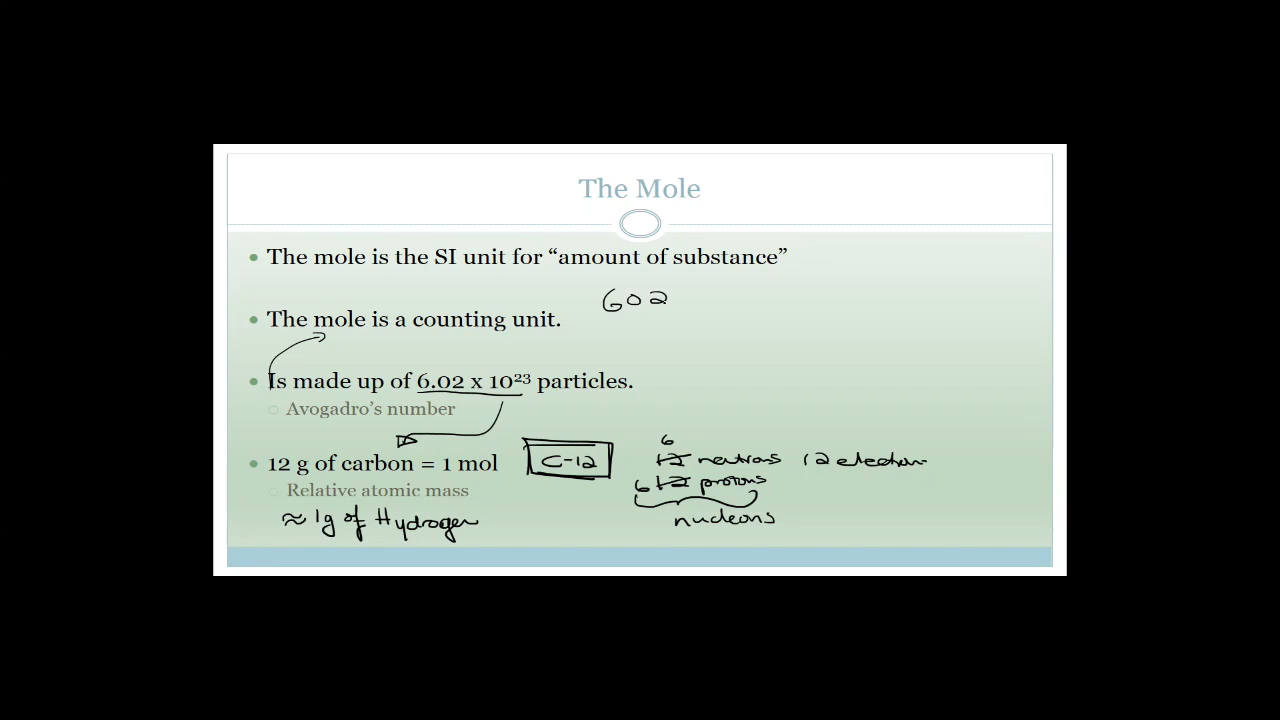 The Mole
• The mole is the SI unit for “amount of substance”
602
• The mole is a counting unit.
• Is made up of 6.02 x 10²³ particles.
○ Avogadro's number
6
• 12 g of carbon = 1 mol C-12 12 neutrons 12 electron
○ Relative atomic mass 6 12 protons
≈ 1g of Hydrogen nucleons